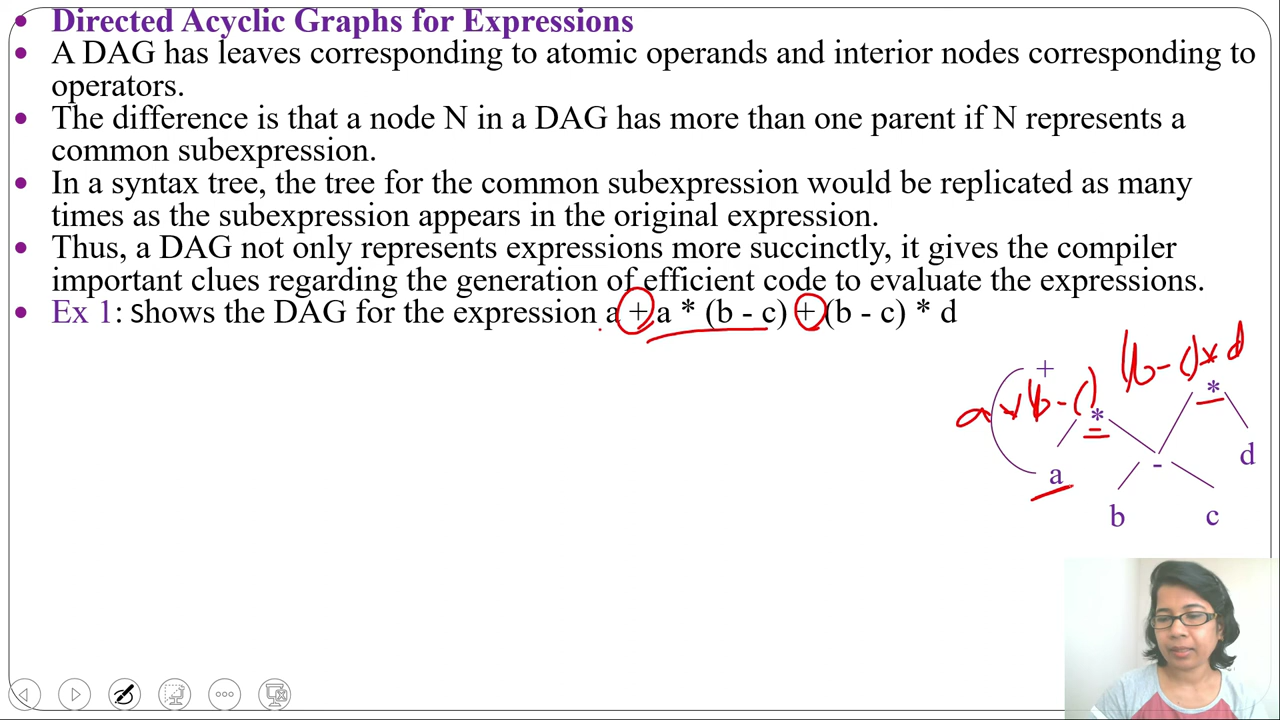 • Directed Acyclic Graphs for Expressions
• A DAG has leaves corresponding to atomic operands and interior nodes corresponding to
operators.
• The difference is that a node N in a DAG has more than one parent if N represents a
common subexpression.
• In a syntax tree, the tree for the common subexpression would be replicated as many
times as the subexpression appears in the original expression.
• Thus, a DAG not only represents expressions more succinctly, it gives the compiler
important clues regarding the generation of efficient code to evaluate the expressions.
• Ex 1: Shows the DAG for the expression a + a * (b - c) + (b - c) * d
(b-c)*d
+
*
a*(b-c)
*
d
-
a
b
c